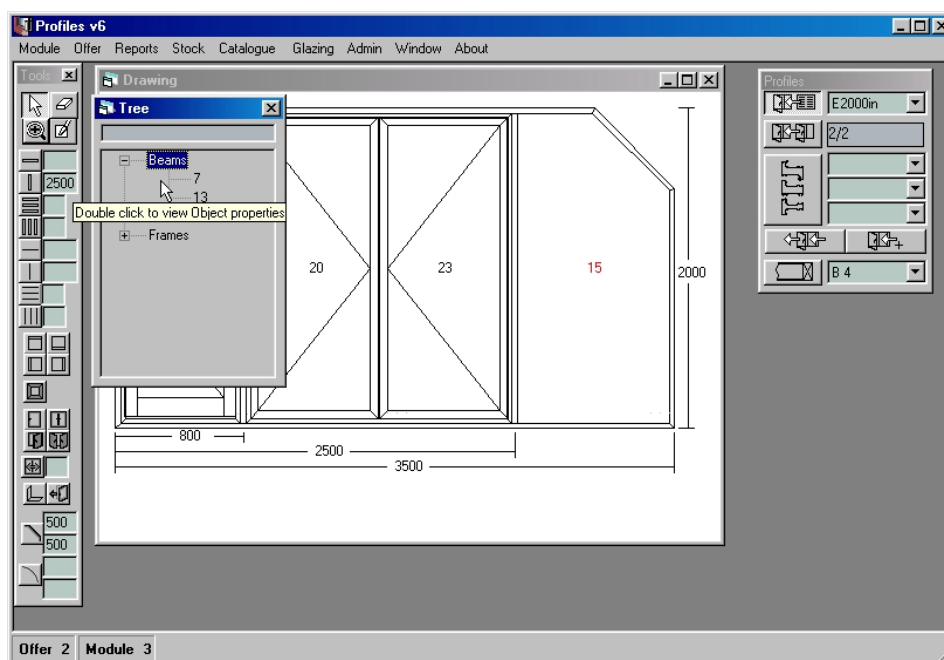 Profiles v6
Module Offer Reports Stock Catalogue Glazing Admin Window About
Tools
Drawing
Profiles
Tree
E2000in
2/2
Beams
7
13
2500
Double click to view Object properties
Frames
20
23
15
2000
B 4
800
2500
3500
500
500
Offer 2 Module 3